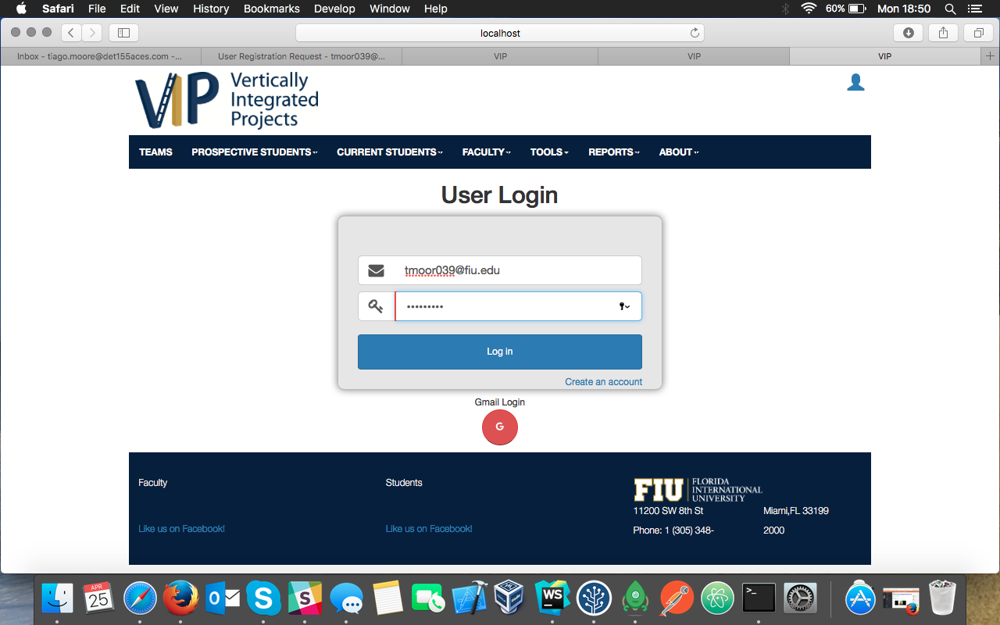 Safari File Edit View History Bookmarks Develop Window Help 60% Mon 18:50
localhost
Inbox - tiago.moore@det155aces.com -... User Registration Request - tmoor039@... VIP VIP VIP
VIP Vertically
Integrated
Projects
TEAMS PROSPECTIVE STUDENTS CURRENT STUDENTS FACULTY TOOLS REPORTS ABOUT
User Login
tmoor039@fiu.edu
Log in
Create an account
Gmail Login
G
Faculty Students
FIU FLORIDA
INTERNATIONAL
UNIVERSITY
11200 SW 8th St Miami,FL 33199
Like us on Facebook! Like us on Facebook! Phone: 1 (305) 348- 2000
APR
25
O
S
S
WS
>_